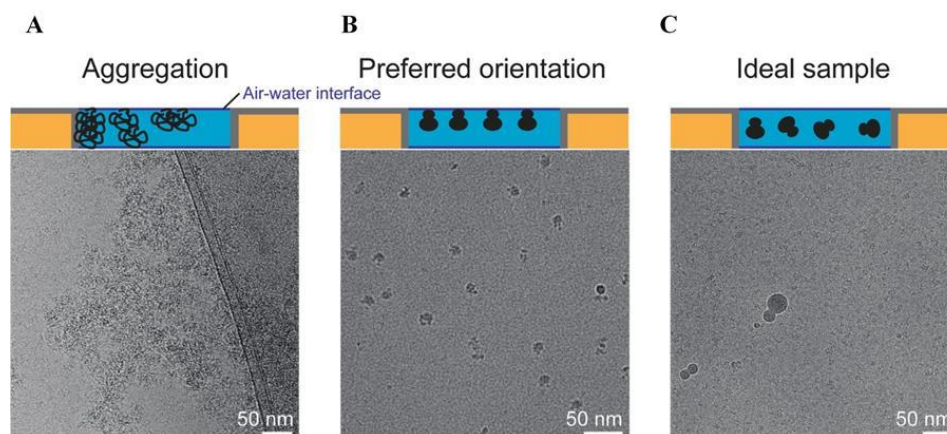 A
B
C
Aggregation
Preferred orientation
Ideal sample
Air-water interface
50 nm
50 nm
50 nm